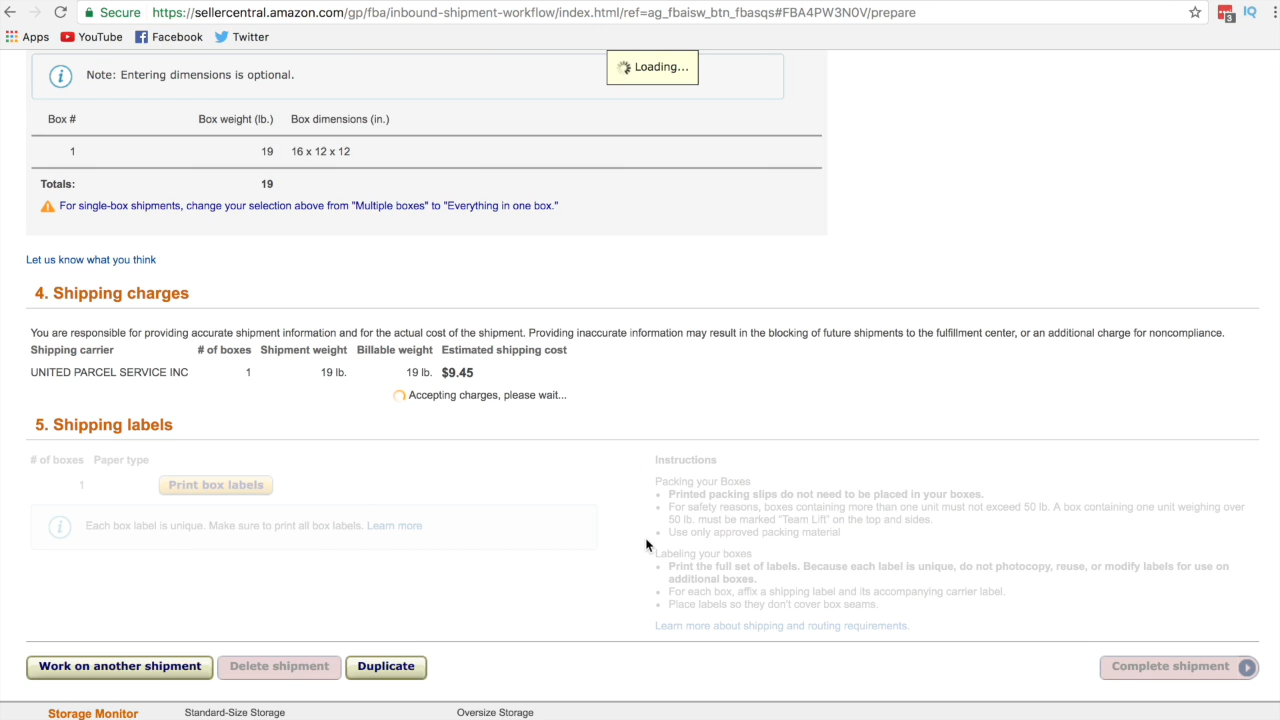 Secure https://sellercentral.amazon.com/gp/fba/inbound-shipment-workflow/index.html/ref=ag_fbaisw_btn_fbasqs#FBA4PW3N0V/prepare
3
IQ
Apps YouTube Facebook Twitter
Loading...
Note: Entering dimensions is optional.
Box # Box weight (lb.) Box dimensions (in.)
1 19 16 x 12 x 12
Totals: 19
For single-box shipments, change your selection above from "Multiple boxes" to "Everything in one box."
Let us know what you think
4. Shipping charges
You are responsible for providing accurate shipment information and for the actual cost of the shipment. Providing inaccurate information may result in the blocking of future shipments to the fulfillment center, or an additional charge for noncompliance.
Shipping carrier # of boxes Shipment weight Billable weight Estimated shipping cost
UNITED PARCEL SERVICE INC 1 19 lb. 19 lb. $9.45
Accepting charges, please wait...
5. Shipping labels
# of boxes Paper type
1 Print box labels
Each box label is unique. Make sure to print all box labels. Learn more
Instructions
Packing your Boxes
• Printed packing slips do not need to be placed in your boxes.
• For safety reasons, boxes containing more than one unit must not exceed 50 lb. A box containing one unit weighing over
50 lb. must be marked "Team Lift" on the top and sides.
• Use only approved packing material
Labeling your boxes
• Print the full set of labels. Because each label is unique, do not photocopy, reuse, or modify labels for use on
additional boxes.
• For each box, affix a shipping label and its accompanying carrier label.
• Place labels so they don't cover box seams.
Learn more about shipping and routing requirements.
Work on another shipment Delete shipment Duplicate Complete shipment
Storage Monitor Standard-Size Storage Oversize Storage